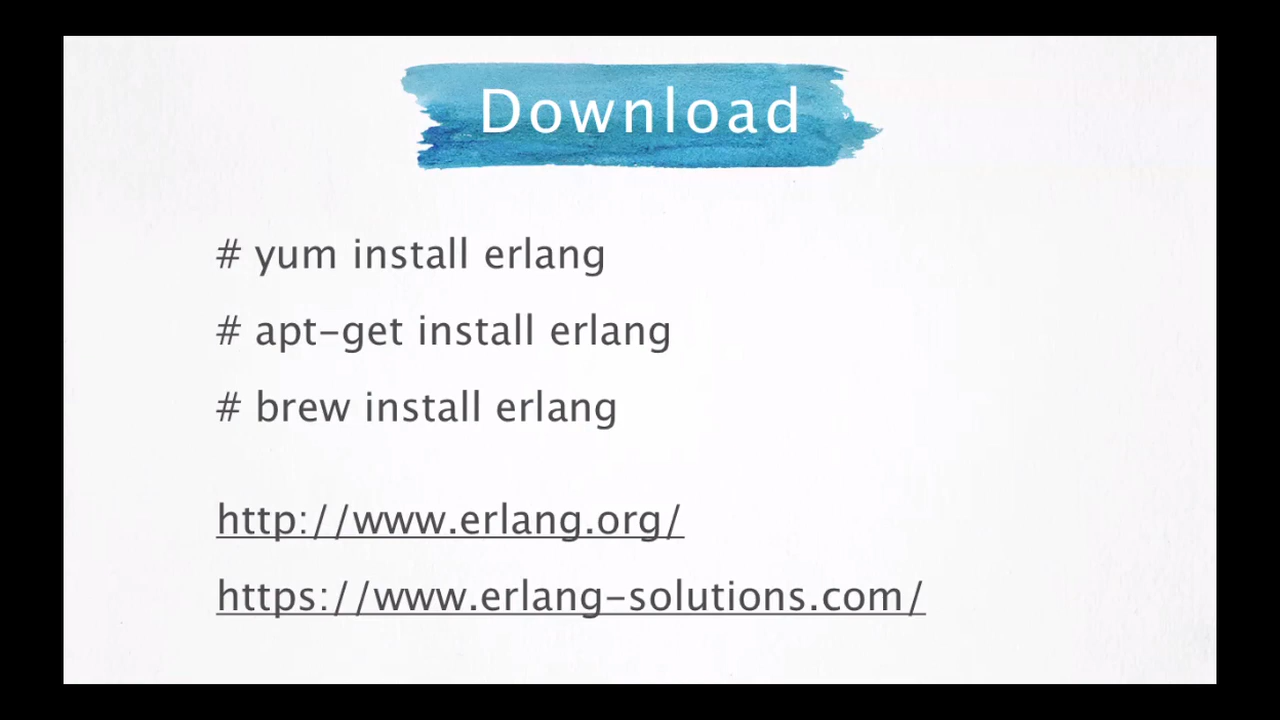 Download
# yum install erlang
# apt-get install erlang
# brew install erlang
http://www.erlang.org/
https://www.erlang-solutions.com/